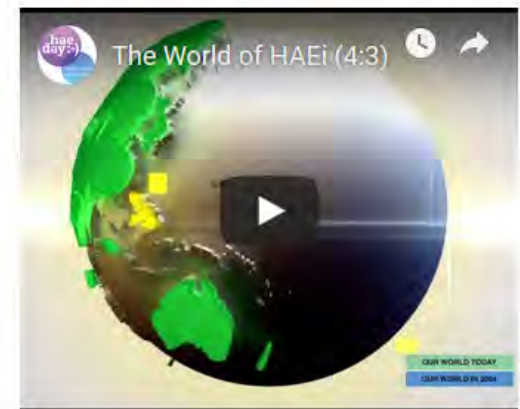 hae
day:-)
The World of HAEi (4:3)
OUR WORLD TODAY
OUR WORLD IN 2004